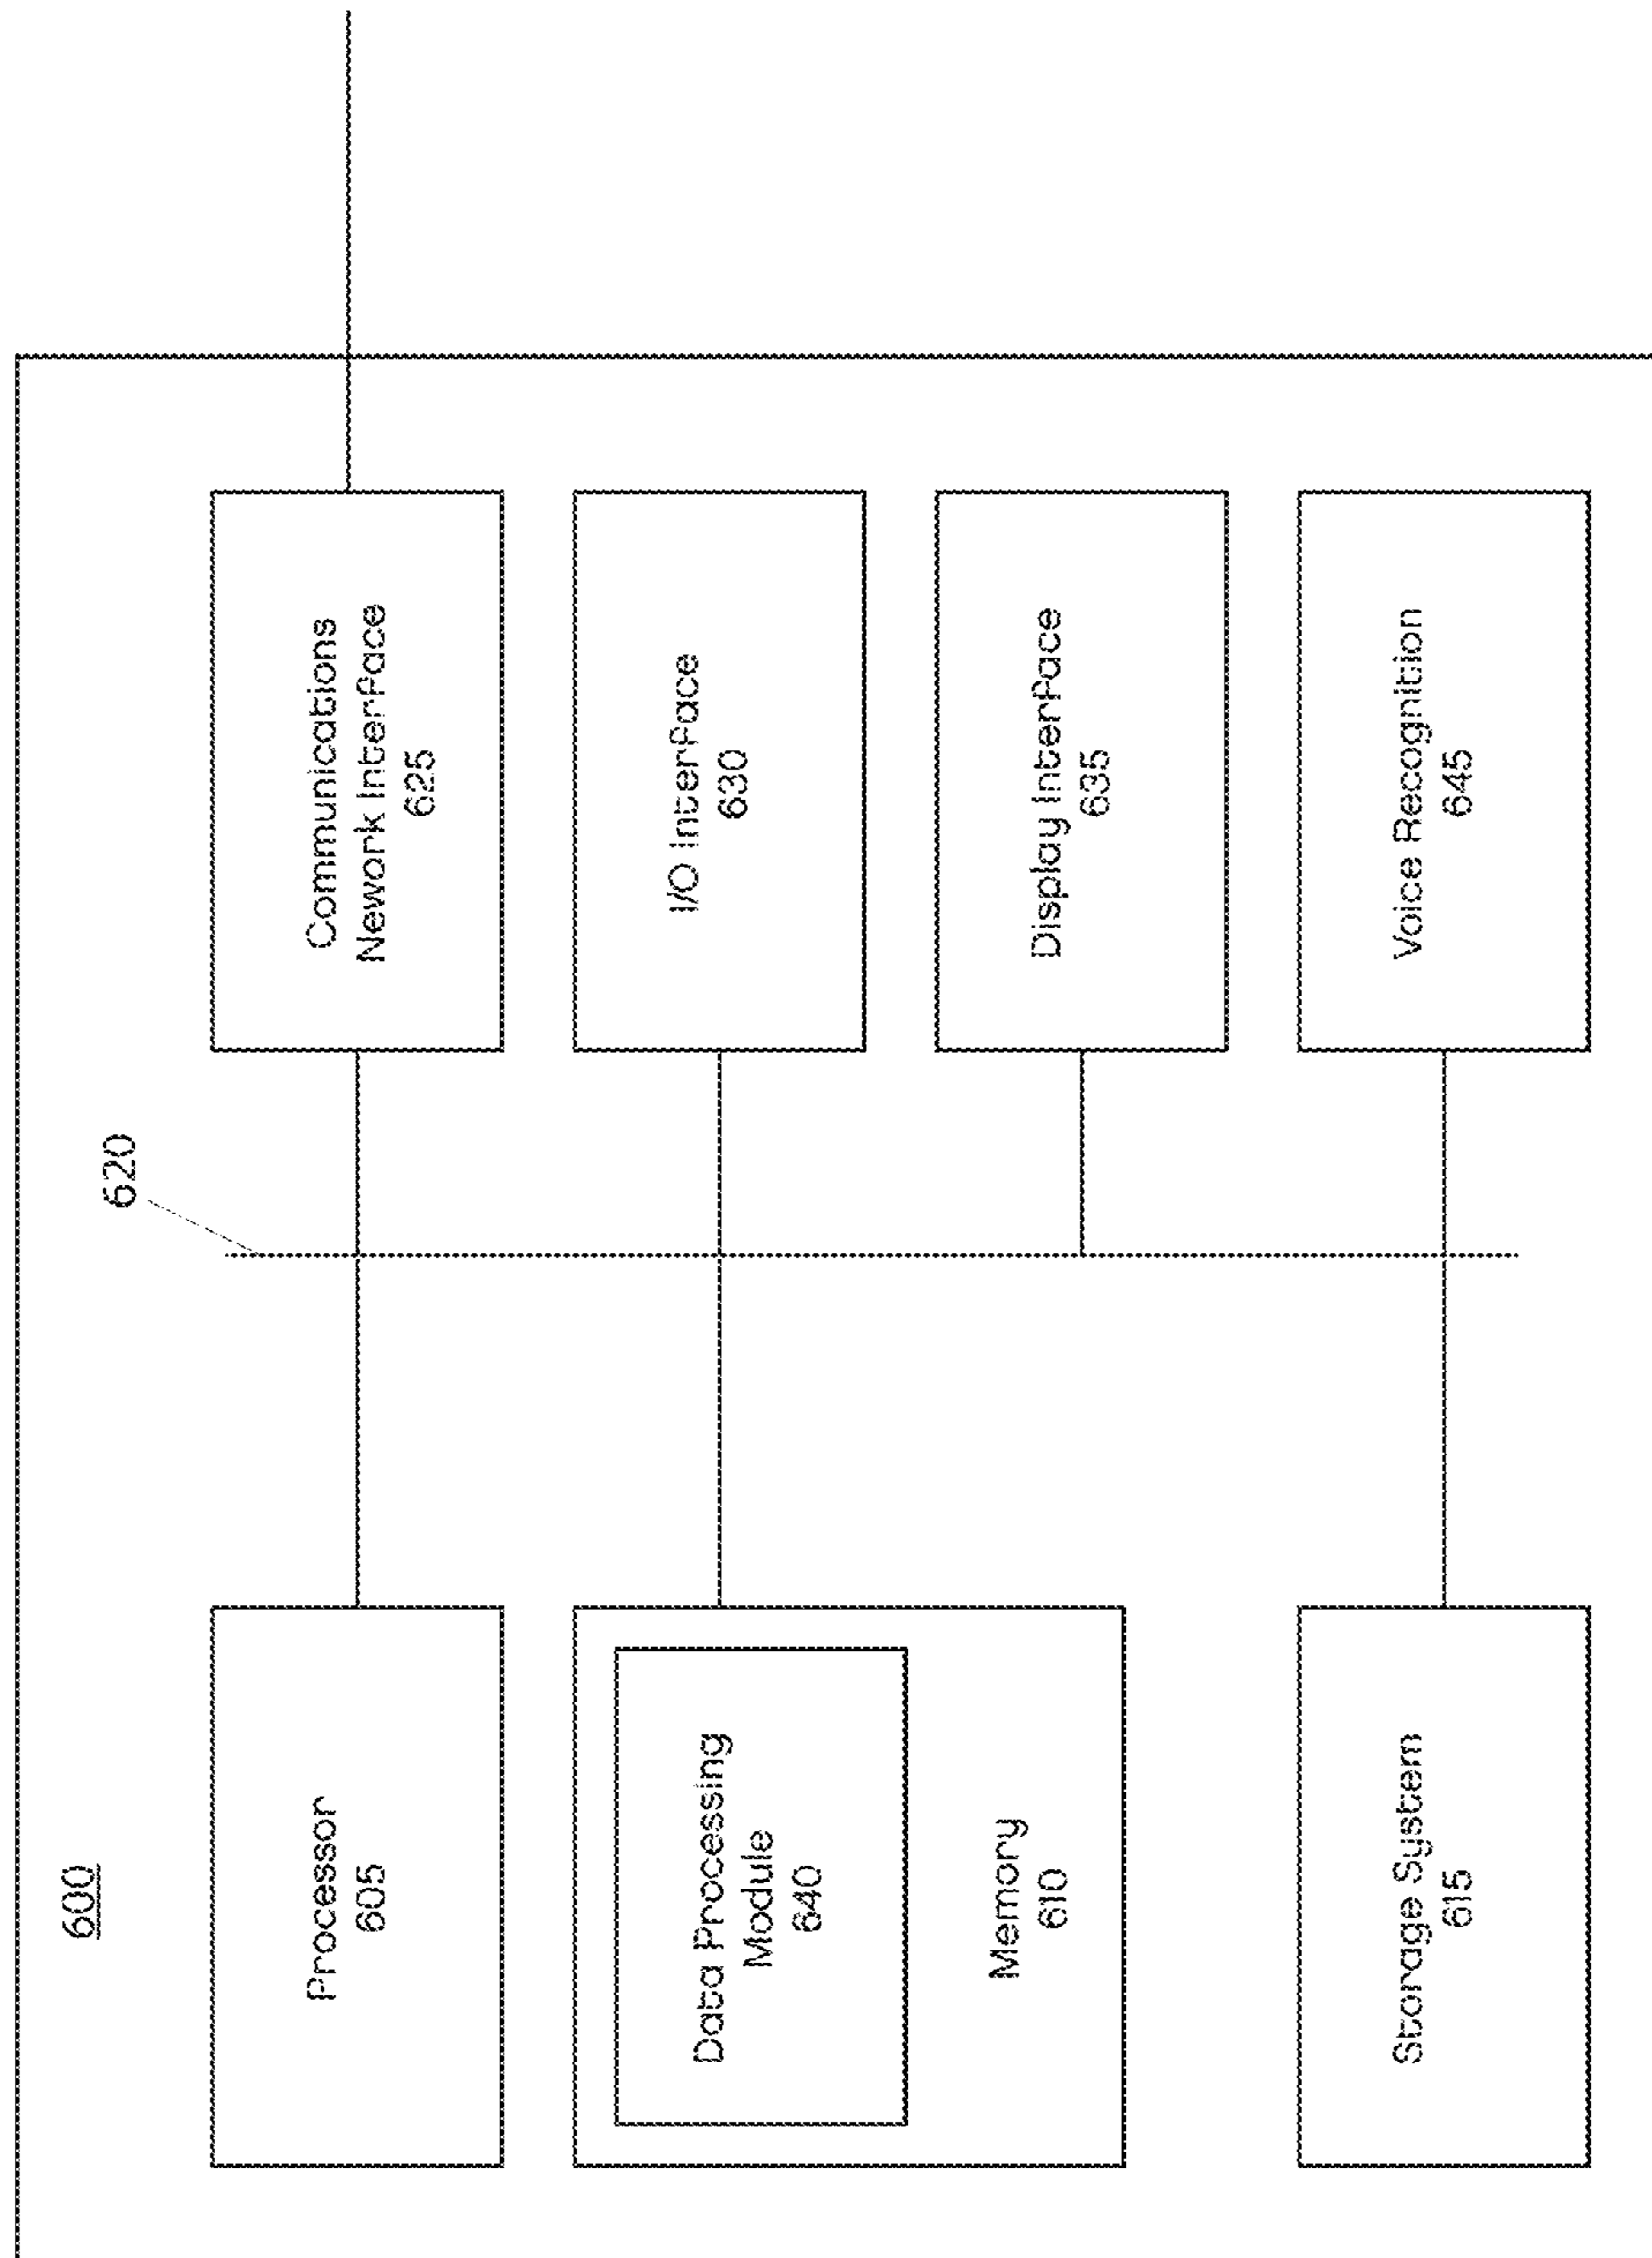 600
Processor
605
Data Processing
Module
640
Memory
610
Storage System
615
620
Communications
Nework Interface
625
I/O Interface
630
Display Interface
635
Voice Recognition
645